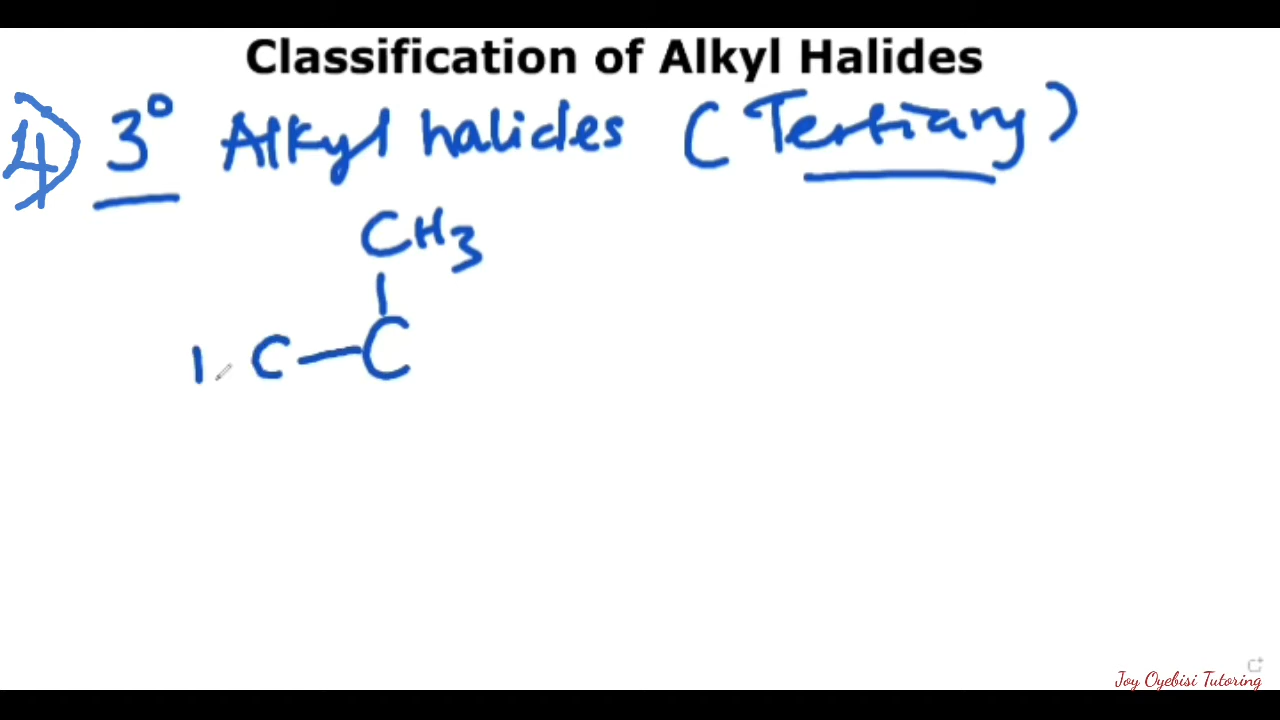 Classification of Alkyl Halides
4) 3° Alkyl halides (Tertiary)
CH3
C—C
Joy Oyebisi Tutoring